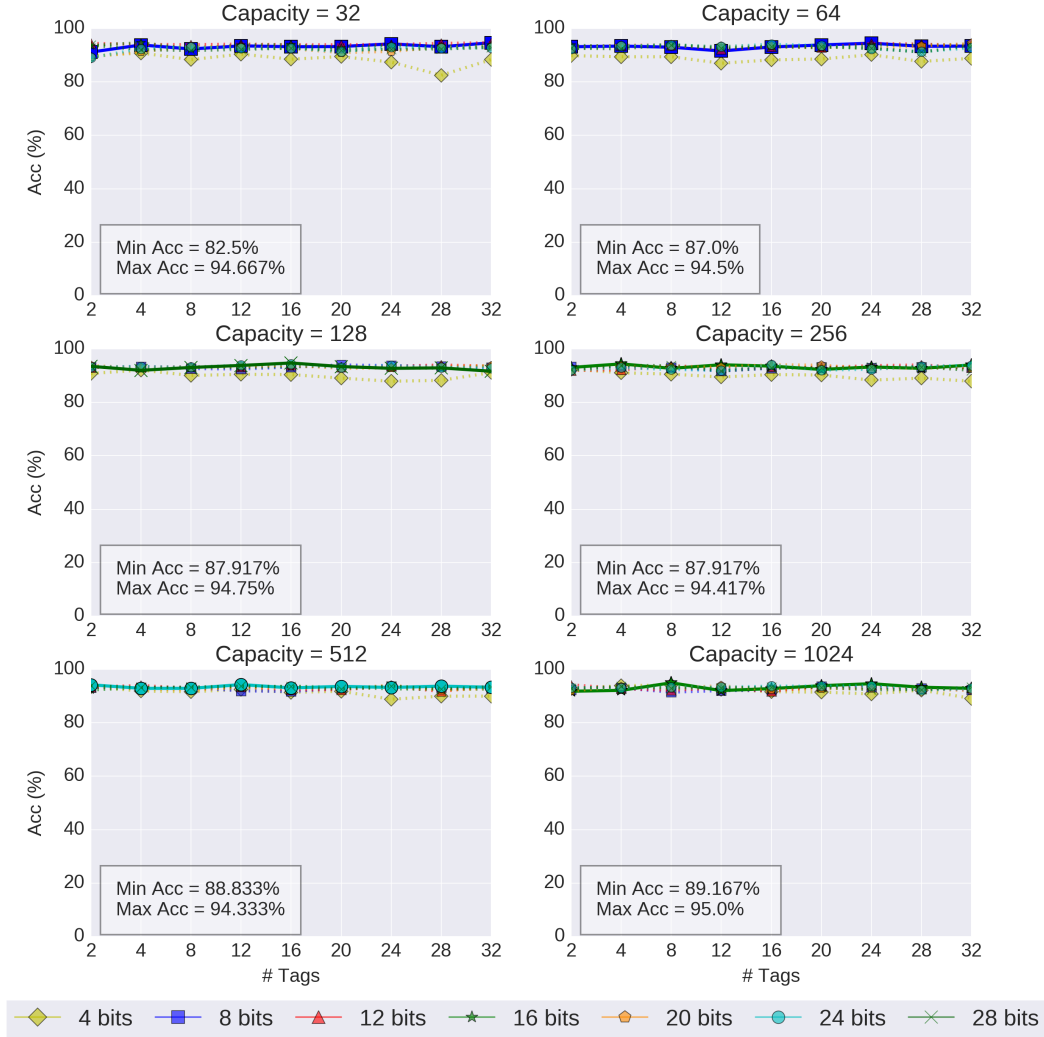 Capacity = 32
Capacity = 64
100
80
60
40
20
0
Acc (%)
Min Acc = 82.5%
Max Acc = 94.667%
2 4 8 12 16 20 24 28 32
100
80
60
40
20
0
Min Acc = 87.0%
Max Acc = 94.5%
2 4 8 12 16 20 24 28 32
Capacity = 128
Capacity = 256
100
80
60
40
20
0
Acc (%)
Min Acc = 87.917%
Max Acc = 94.75%
2 4 8 12 16 20 24 28 32
100
80
60
40
20
0
Min Acc = 87.917%
Max Acc = 94.417%
2 4 8 12 16 20 24 28 32
Capacity = 512
Capacity = 1024
100
80
60
40
20
0
Acc (%)
Min Acc = 88.833%
Max Acc = 94.333%
2 4 8 12 16 20 24 28 32
# Tags
100
80
60
40
20
0
Min Acc = 89.167%
Max Acc = 95.0%
2 4 8 12 16 20 24 28 32
# Tags
4 bits 8 bits 12 bits 16 bits 20 bits 24 bits 28 bits